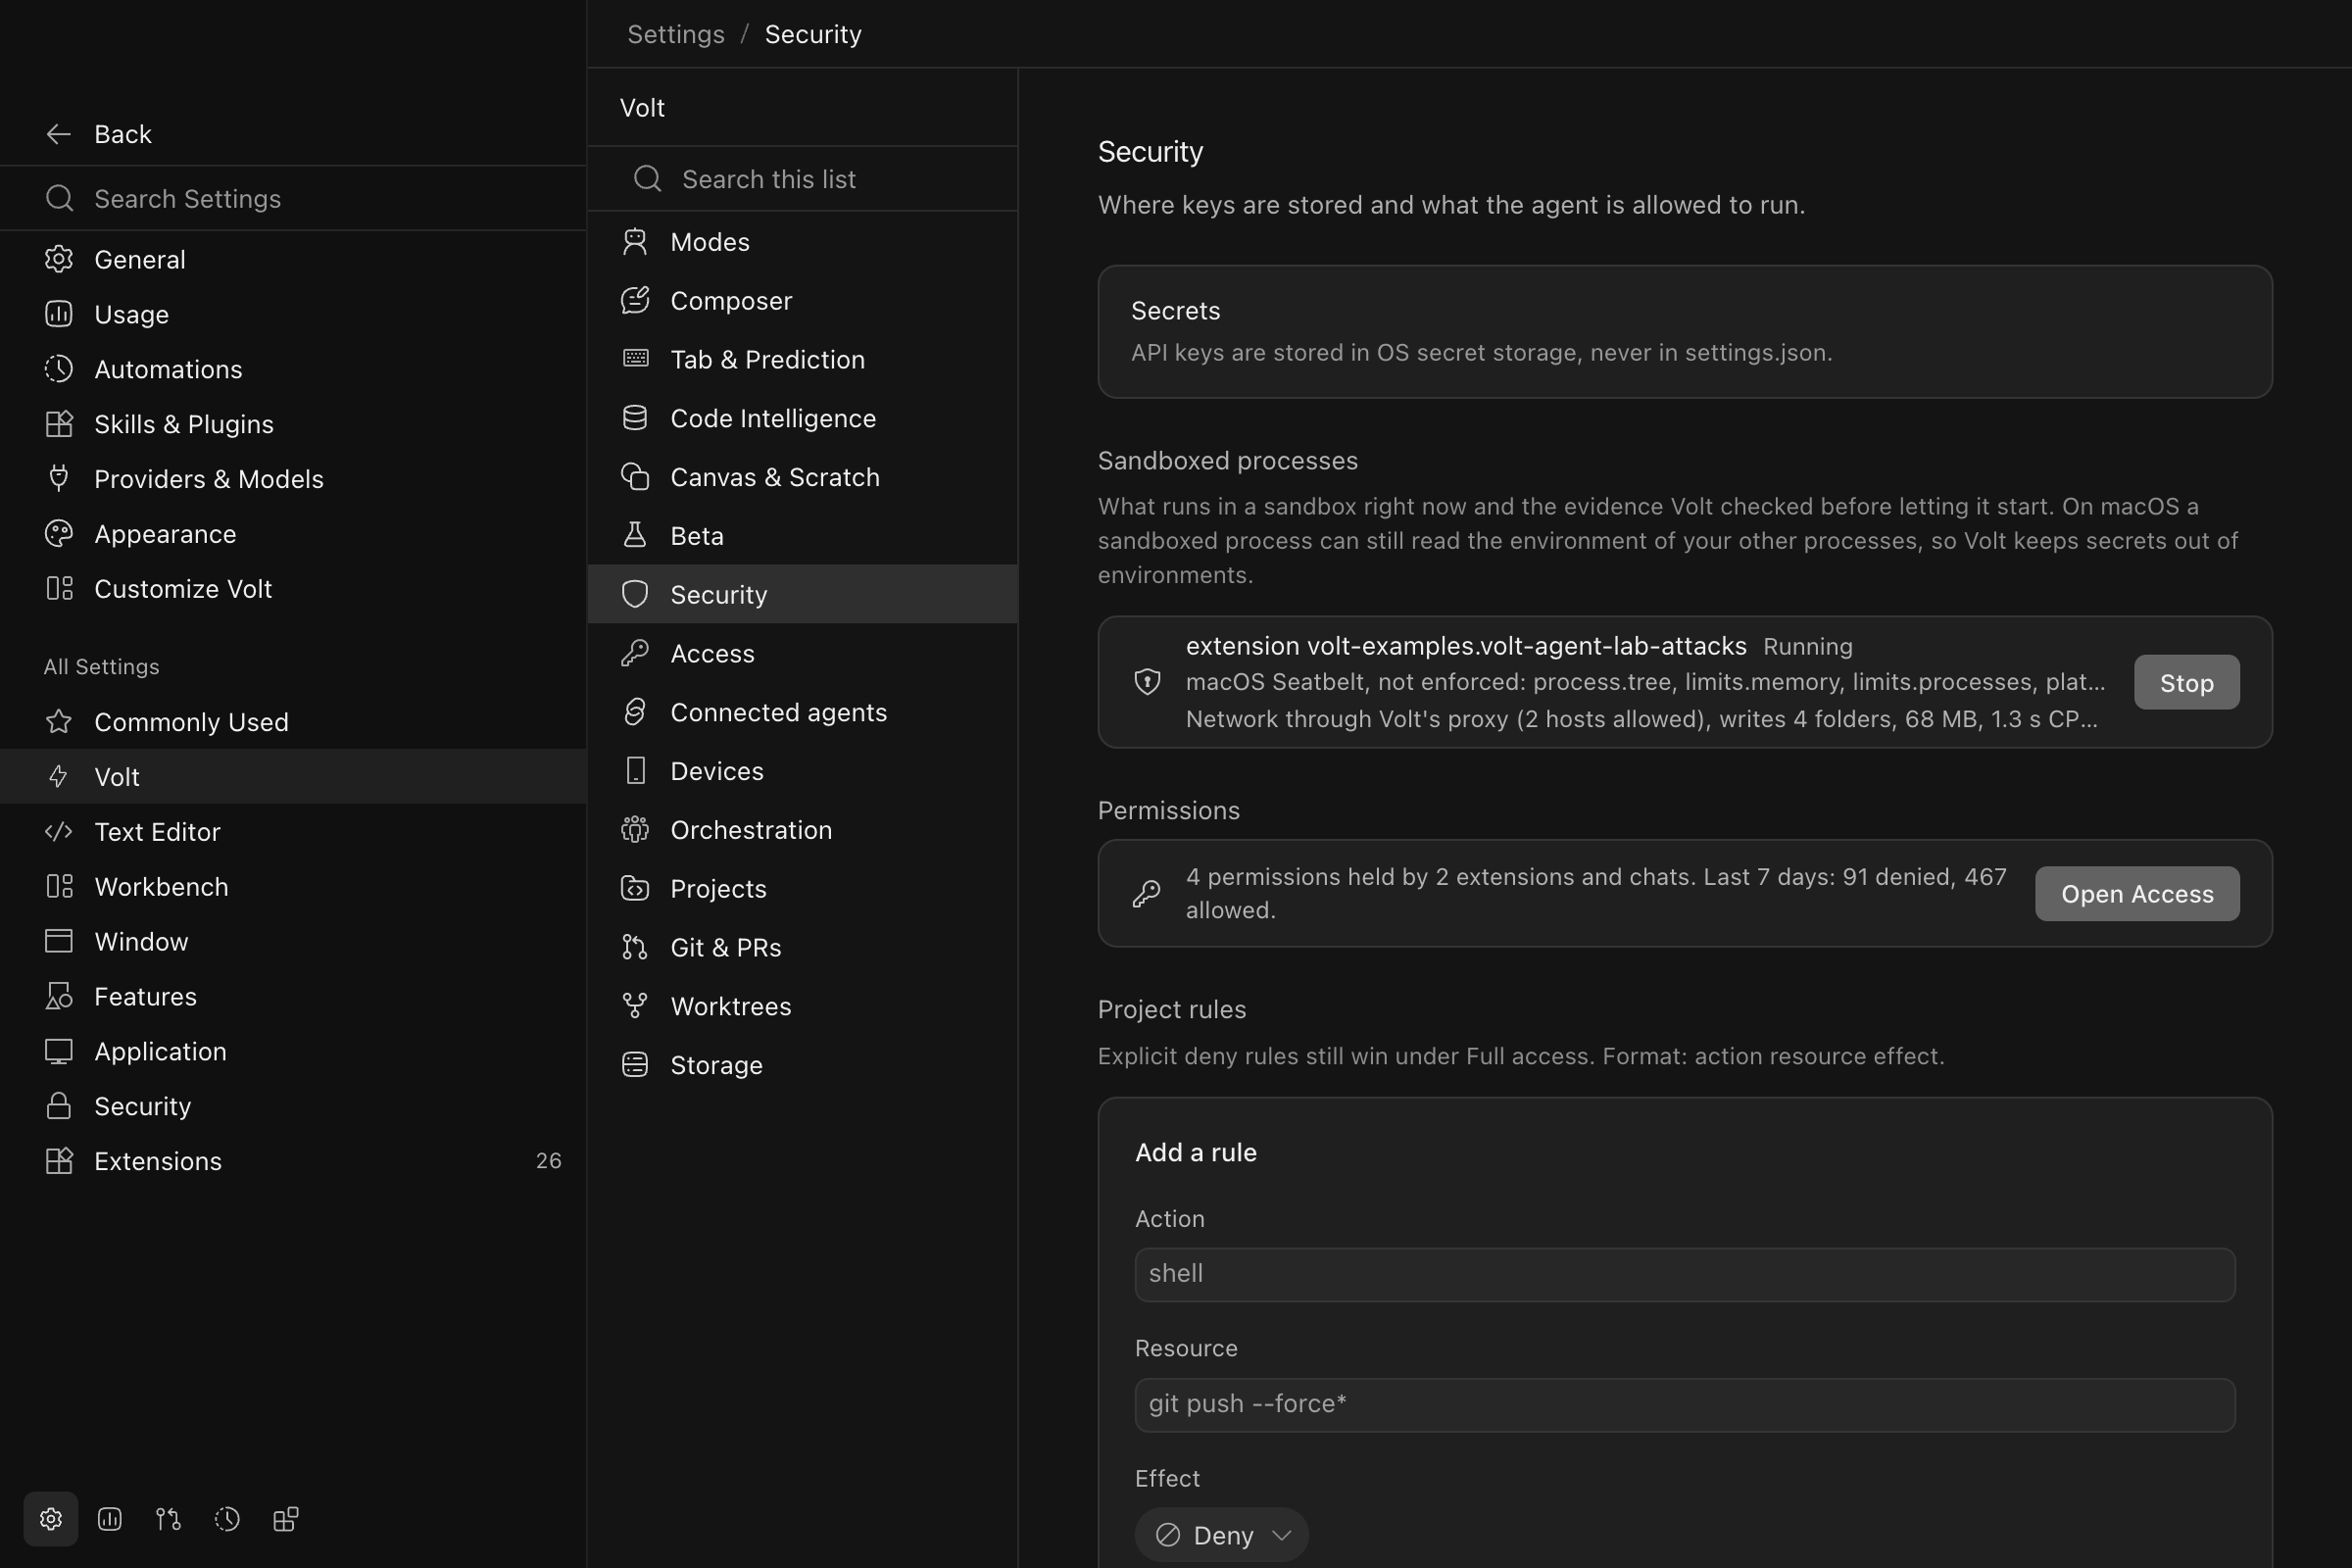 Back
Search Settings
General
Usage
Automations
Skills & Plugins
Providers & Models
Appearance
Customize Volt
All Settings
Commonly Used
Volt
Text Editor
Workbench
Window
Features
Application
Security
Extensions 26
Settings / Security
Volt
Search this list
Modes
Composer
Tab & Prediction
Code Intelligence
Canvas & Scratch
Beta
Security
Access
Connected agents
Devices
Orchestration
Projects
Git & PRs
Worktrees
Storage
Security
Where keys are stored and what the agent is allowed to run.
Secrets
API keys are stored in OS secret storage, never in settings.json.
Sandboxed processes
What runs in a sandbox right now and the evidence Volt checked before letting it start. On macOS a
sandboxed process can still read the environment of your other processes, so Volt keeps secrets out of
environments.
extension volt-examples.volt-agent-lab-attacks Running
macOS Seatbelt, not enforced: process.tree, limits.memory, limits.processes, plat...
Network through Volt's proxy (2 hosts allowed), writes 4 folders, 68 MB, 1.3 s CP...
Stop
Permissions
4 permissions held by 2 extensions and chats. Last 7 days: 91 denied, 467
allowed.
Open Access
Project rules
Explicit deny rules still win under Full access. Format: action resource effect.
Add a rule
Action
shell
Resource
git push --force*
Effect
Deny